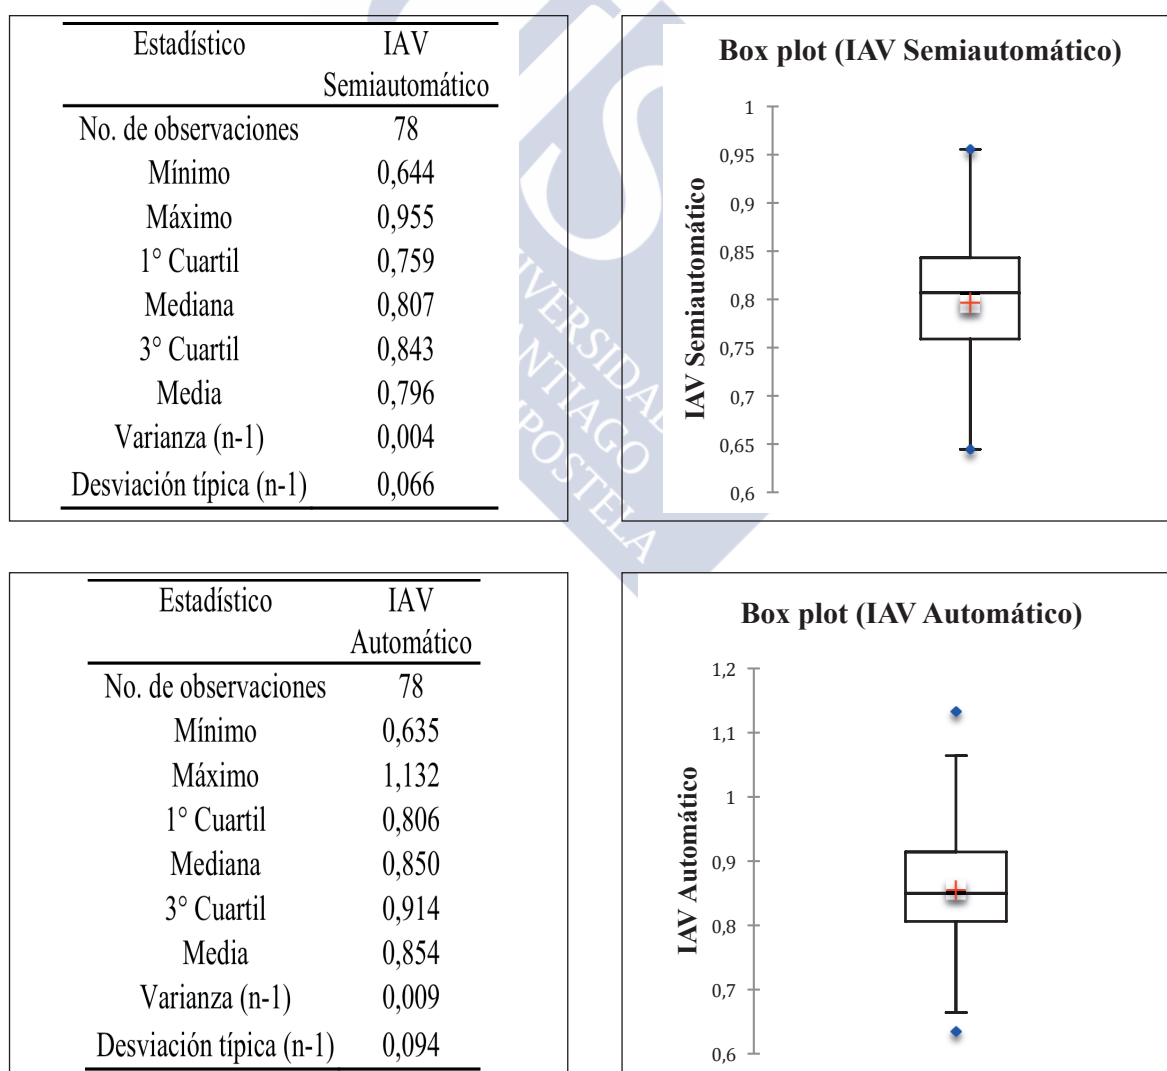 Estadístico IAV
Semiautomático
No. de observaciones 78
Mínimo 0,644
Máximo 0,955
1° Cuartil 0,759
Mediana 0,807
3° Cuartil 0,843
Media 0,796
Varianza (n-1) 0,004
Desviación típica (n-1) 0,066
Box plot (IAV Semiautomático)
IAV Semiautomático
1
0,95
0,9
0,85
0,8
0,75
0,7
0,65
0,6
Estadístico IAV
Automático
No. de observaciones 78
Mínimo 0,635
Máximo 1,132
1° Cuartil 0,806
Mediana 0,850
3° Cuartil 0,914
Media 0,854
Varianza (n-1) 0,009
Desviación típica (n-1) 0,094
Box plot (IAV Automático)
IAV Automático
1,2
1,1
1
0,9
0,8
0,7
0,6